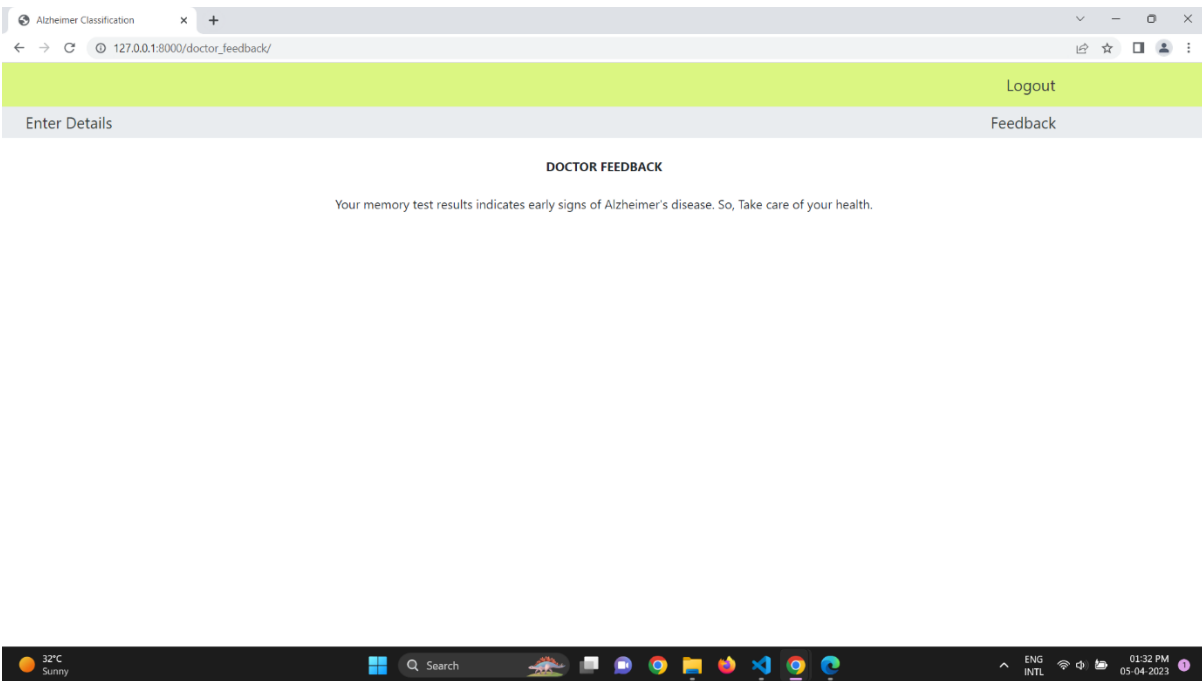 Alzheimer Classification
127.0.0.1:8000/doctor_feedback/
Logout
Enter Details Feedback
DOCTOR FEEDBACK
Your memory test results indicates early signs of Alzheimer's disease. So, Take care of your health.
32°C
Sunny
Search
ENG
INTL
01:32 PM
05-04-2023
1